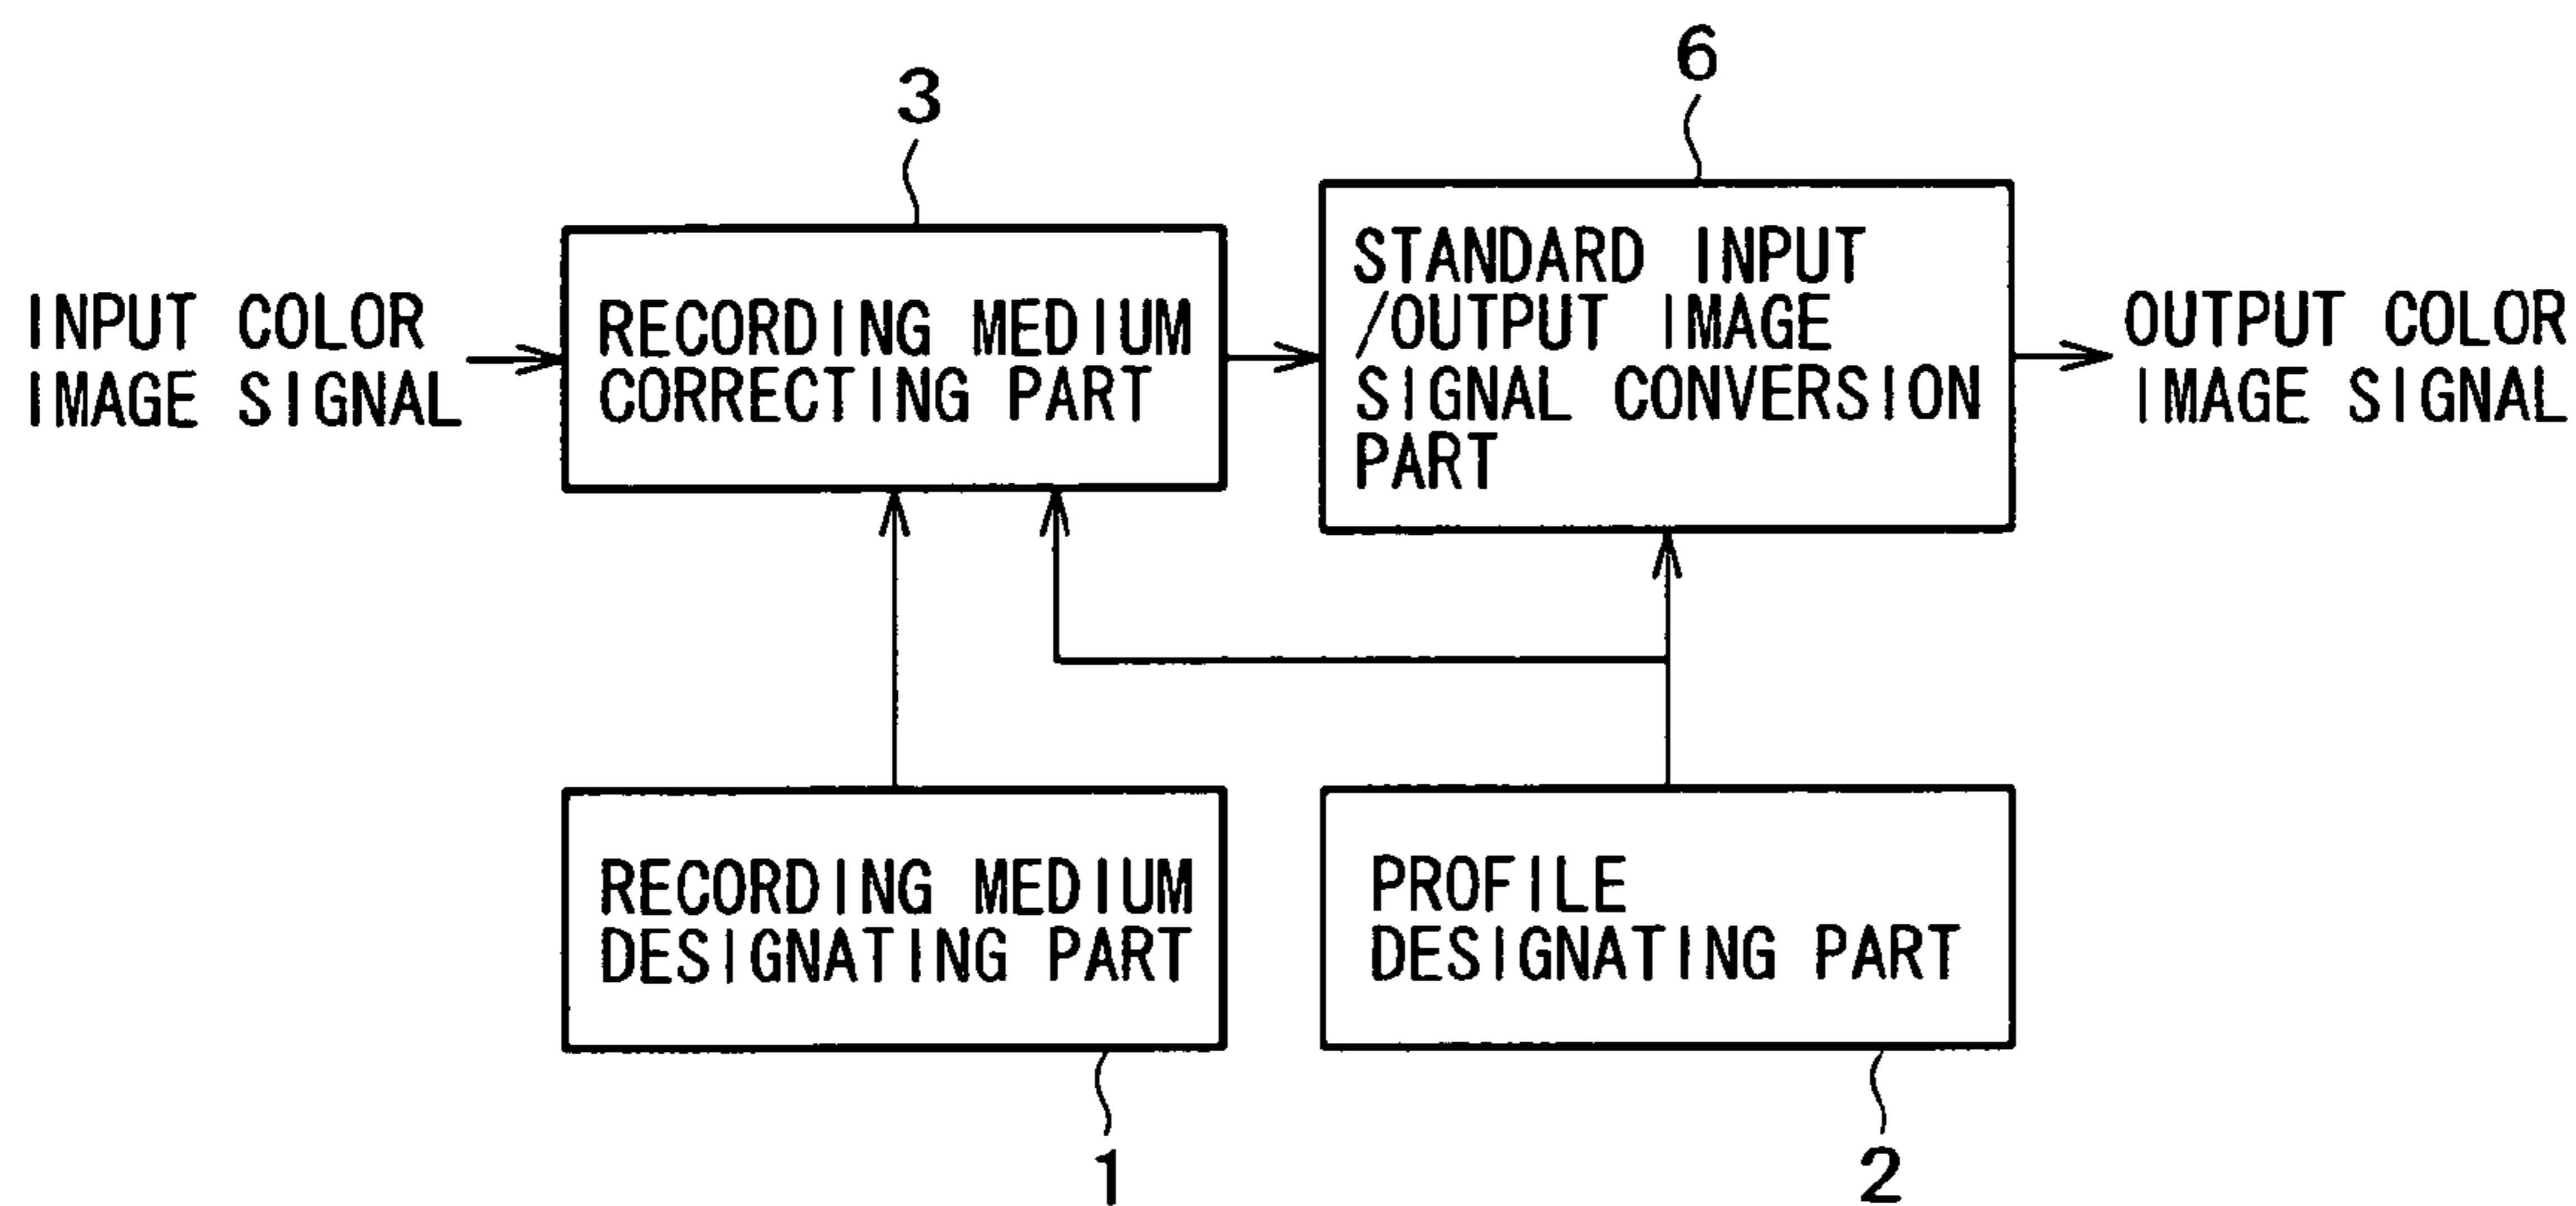 3
6
INPUT COLOR
IMAGE SIGNAL
RECORDING MEDIUM
CORRECTING PART
STANDARD INPUT
/OUTPUT IMAGE
SIGNAL CONVERSION
PART
OUTPUT COLOR
IMAGE SIGNAL
RECORDING MEDIUM
DESIGNATING PART
PROFILE
DESIGNATING PART
1
2